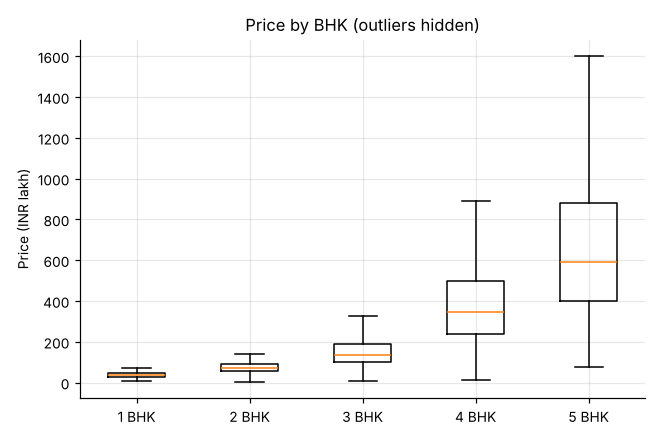 Price by BHK (outliers hidden)
Price (INR lakh)
1600
1400
1200
1000
800
600
400
200
0
1 BHK
2 BHK
3 BHK
4 BHK
5 BHK